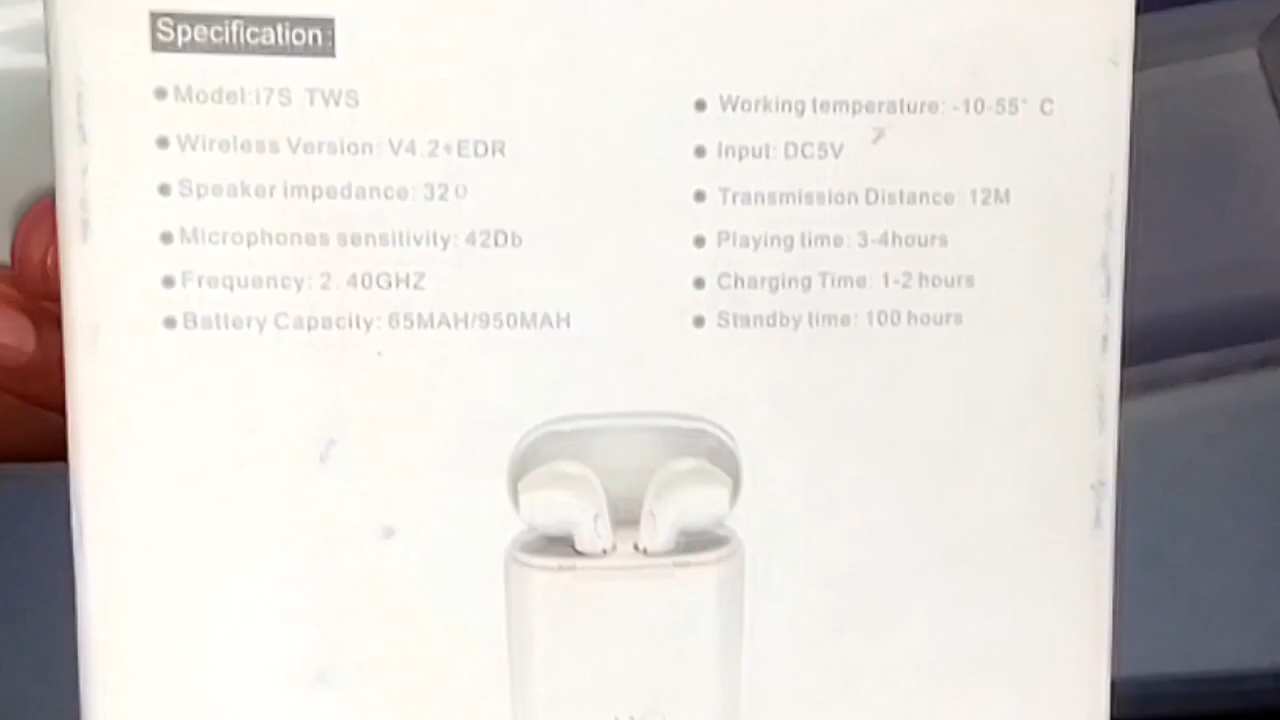 Specification:
Model:i7S TWS
Wireless Version: V4.2+EDR
Speaker impedance: 32Ω
Microphones sensitivity: 42Db
Frequency: 2.40GHZ
Battery Capacity: 65MAH/950MAH
Working temperature: -10-55° C
Input: DC5V
Transmission Distance: 12M
Playing time: 3-4hours
Charging Time: 1-2 hours
Standby time: 100 hours